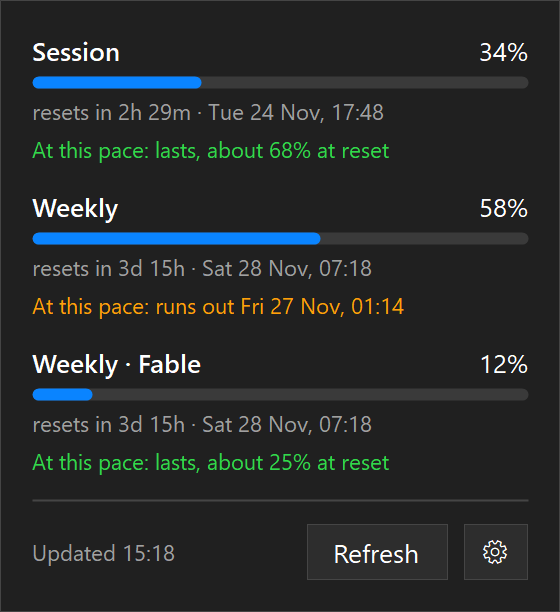 Session 34%
resets in 2h 29m · Tue 24 Nov, 17:48
At this pace: lasts, about 68% at reset
Weekly 58%
resets in 3d 15h · Sat 28 Nov, 07:18
At this pace: runs out Fri 27 Nov, 01:14
Weekly · Fable 12%
resets in 3d 15h · Sat 28 Nov, 07:18
At this pace: lasts, about 25% at reset
Updated 15:18 Refresh